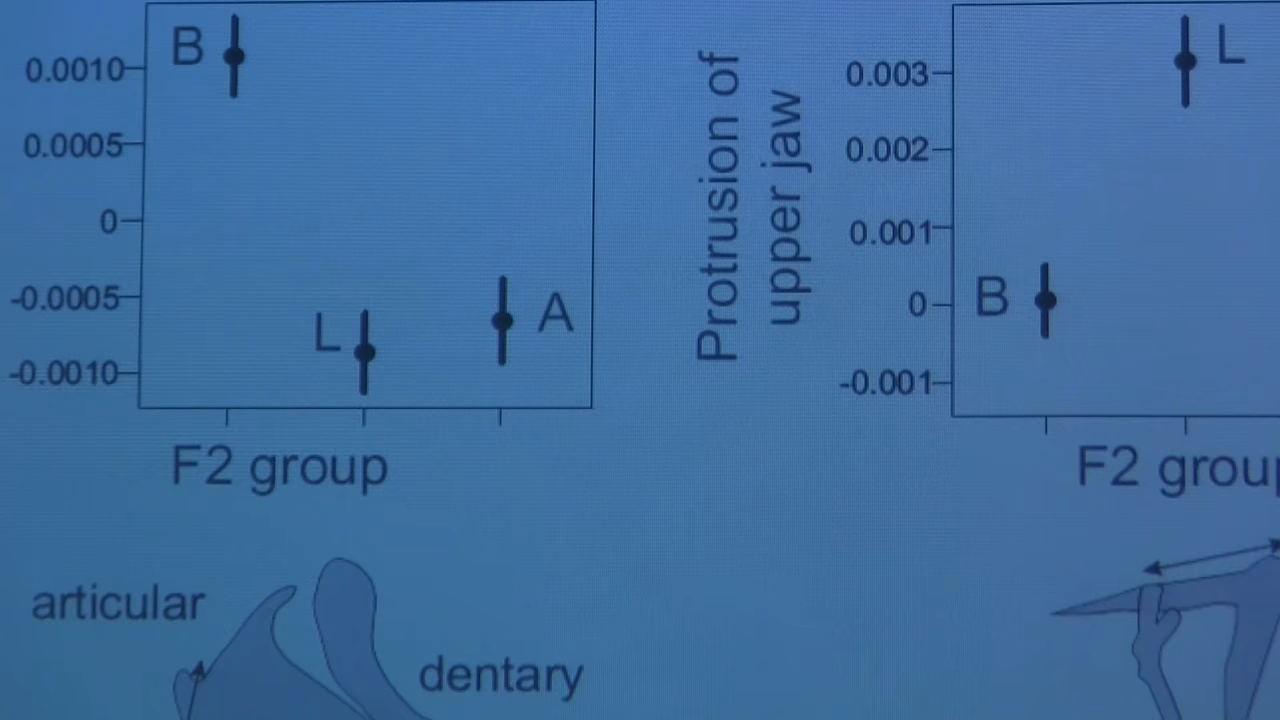 0.0010
0.0005
0
-0.0005
-0.0010
B
L
A
F2 group
articular
dentary
Protrusion of
upper jaw
0.003
0.002
0.001
0
-0.001
L
B
F2 group